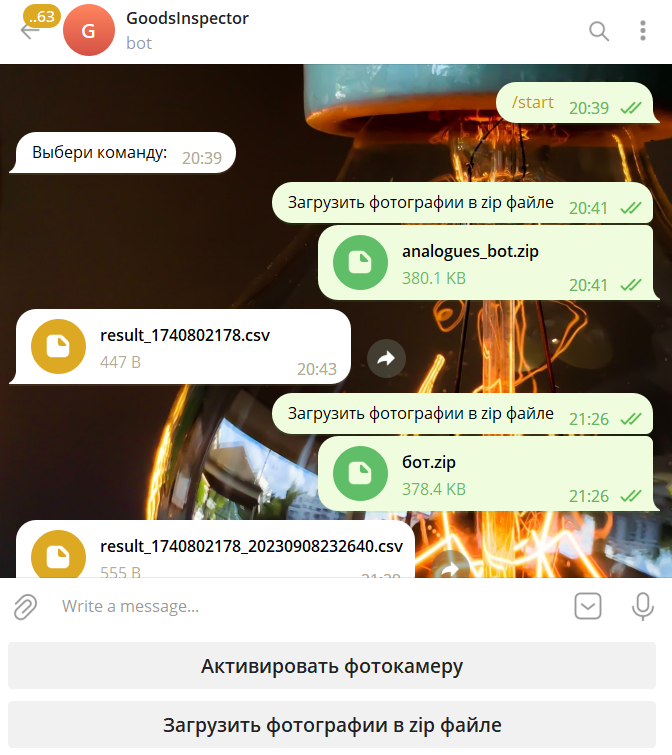 ..63
G
GoodsInspector
bot
/start 20:39
Выбери команду: 20:39
Загрузить фотографии в zip файле 20:41
analogues_bot.zip
380.1 KB 20:41
result_1740802178.csv
447 B 20:43
Загрузить фотографии в zip файле 21:26
бот.zip
378.4 KB 21:26
result_1740802178_20230908232640.csv
555 B
Write a message...
Активировать фотокамеру
Загрузить фотографии в zip файле